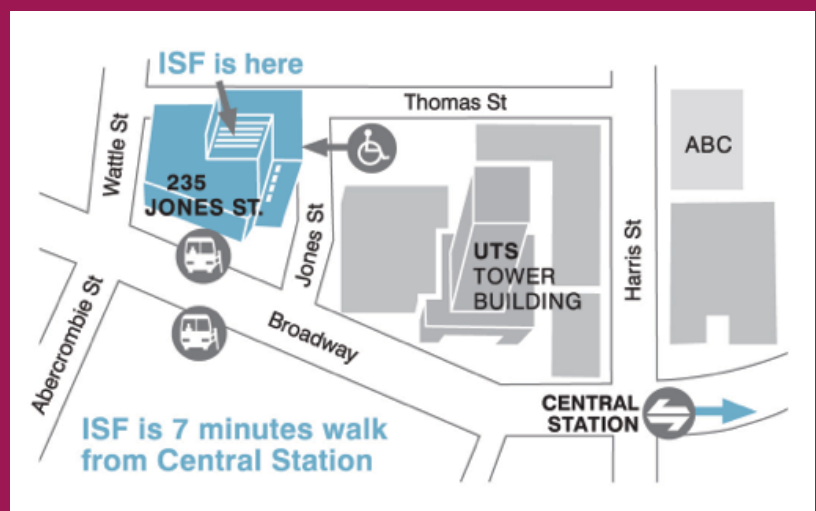 ISF is here
Thomas St
Wattle St
ABC
235
JONES ST.
Jones St
UTS
TOWER
BUILDING
Harris St
Abercrombie St
Broadway
CENTRAL
STATION
ISF is 7 minutes walk
from Central Station